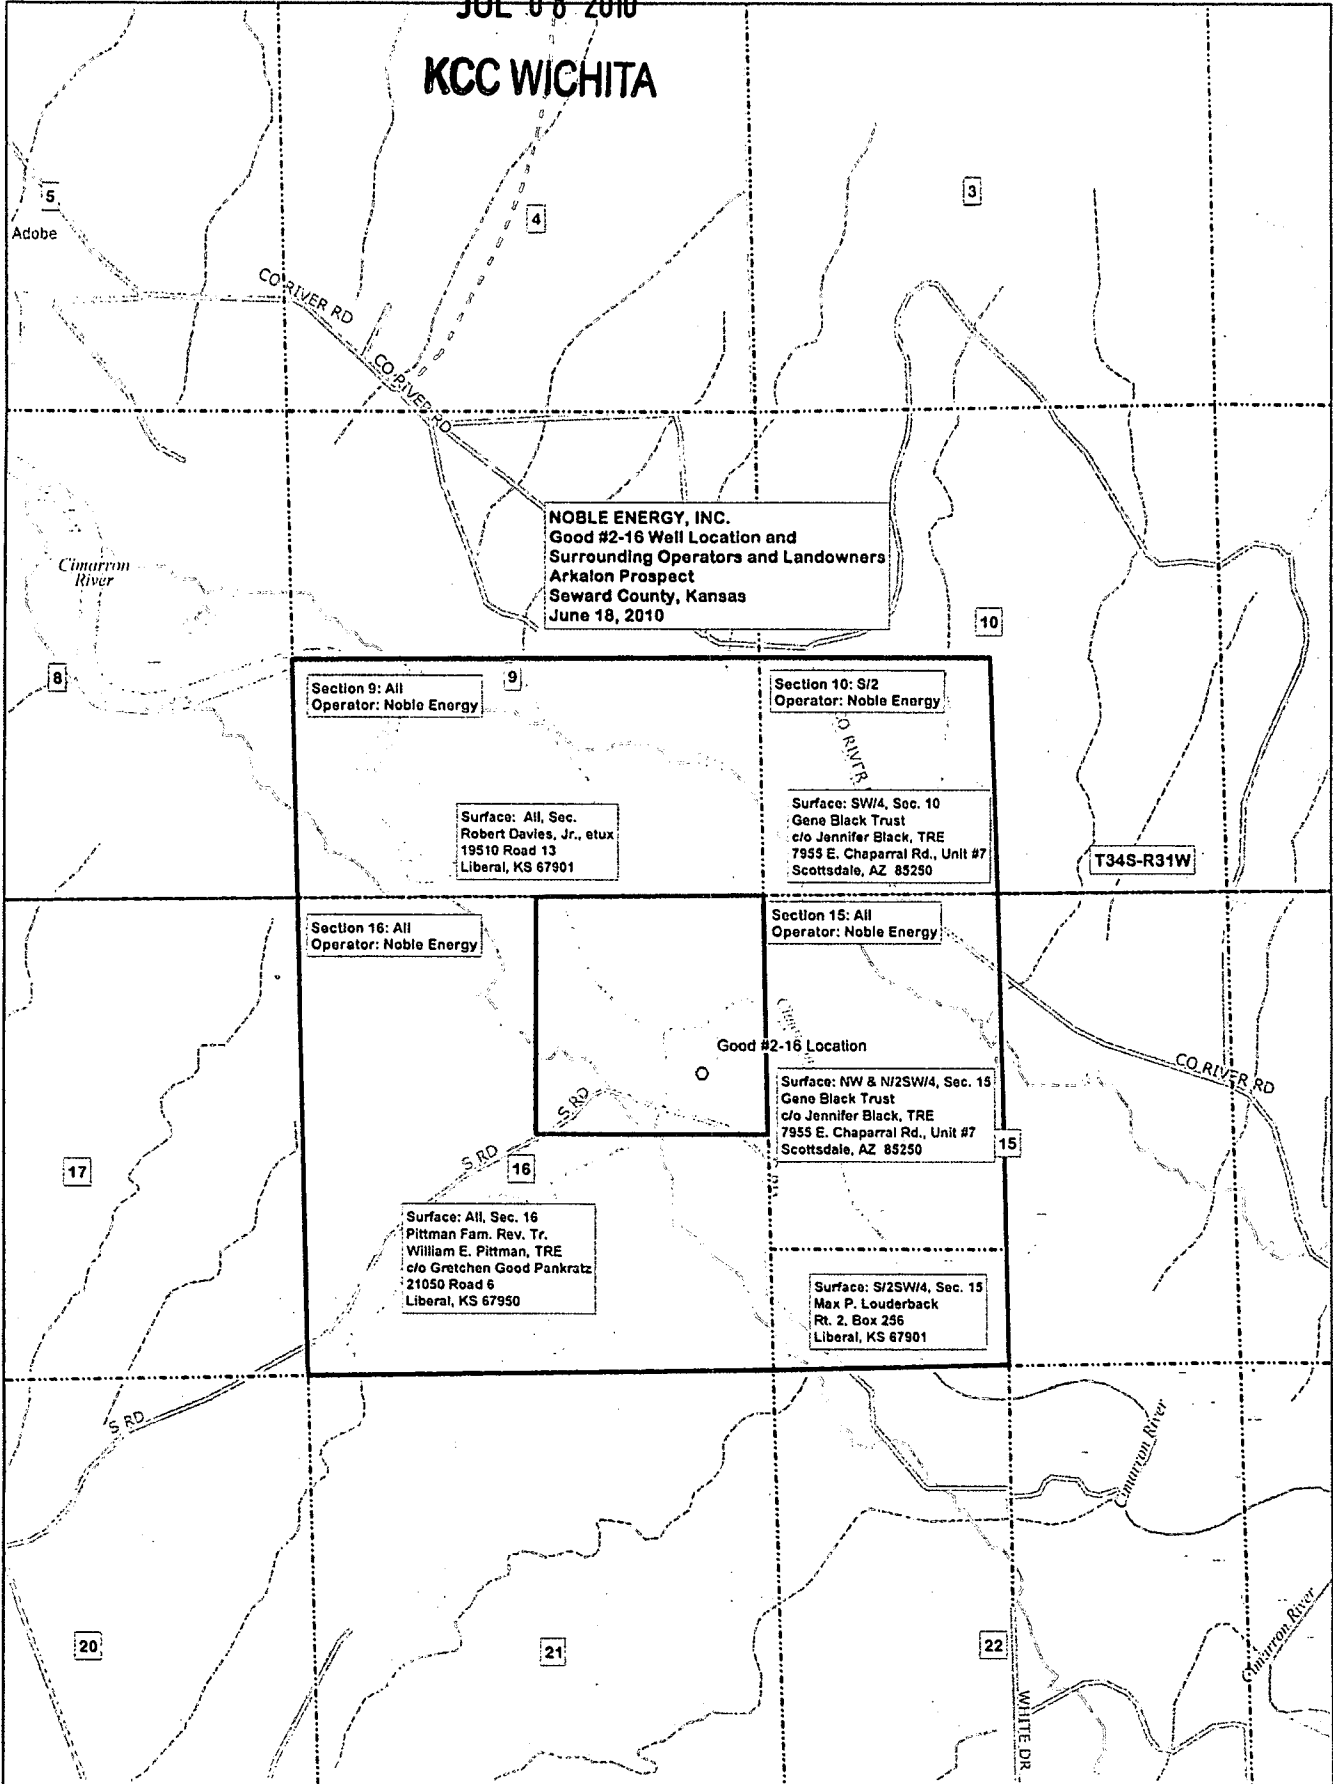 JUL 08 2010
KCC WICHITA
5
4
3
Adobe
CO RIVER RD
CO RIVER RD
NOBLE ENERGY, INC.
Good #2-16 Well Location and
Surrounding Operators and Landowners
Arkalon Prospect
Seward County, Kansas
June 18, 2010
Cimarron
River
10
8
9
Section 9: All
Operator: Noble Energy
Section 10: S/2
Operator: Noble Energy
CO RIVER
Surface: All, Sec.
Robert Davies, Jr., etux
19510 Road 13
Liberal, KS 67901
Surface: SW/4, Sec. 10
Gene Black Trust
c/o Jennifer Black, TRE
7955 E. Chaparral Rd., Unit #7
Scottsdale, AZ 85250
T34S-R31W
Section 16: All
Operator: Noble Energy
Section 15: All
Operator: Noble Energy
Good #2-16 Location
CO RIVER RD
S RD
Surface: NW & N/2SW/4, Sec. 15
Gene Black Trust
c/o Jennifer Black, TRE
7955 E. Chaparral Rd., Unit #7
Scottsdale, AZ 85250
15
17
S RD
16
Surface: All, Sec. 16
Pittman Fam. Rev. Tr.
William E. Pittman, TRE
c/o Gretchen Good Pankratz
21050 Road 6
Liberal, KS 67950
Surface: S/2SW/4, Sec. 15
Max P. Louderback
Rt. 2, Box 256
Liberal, KS 67901
S RD
Cimarron River
20
21
22
Cimarron River
WHITE DR